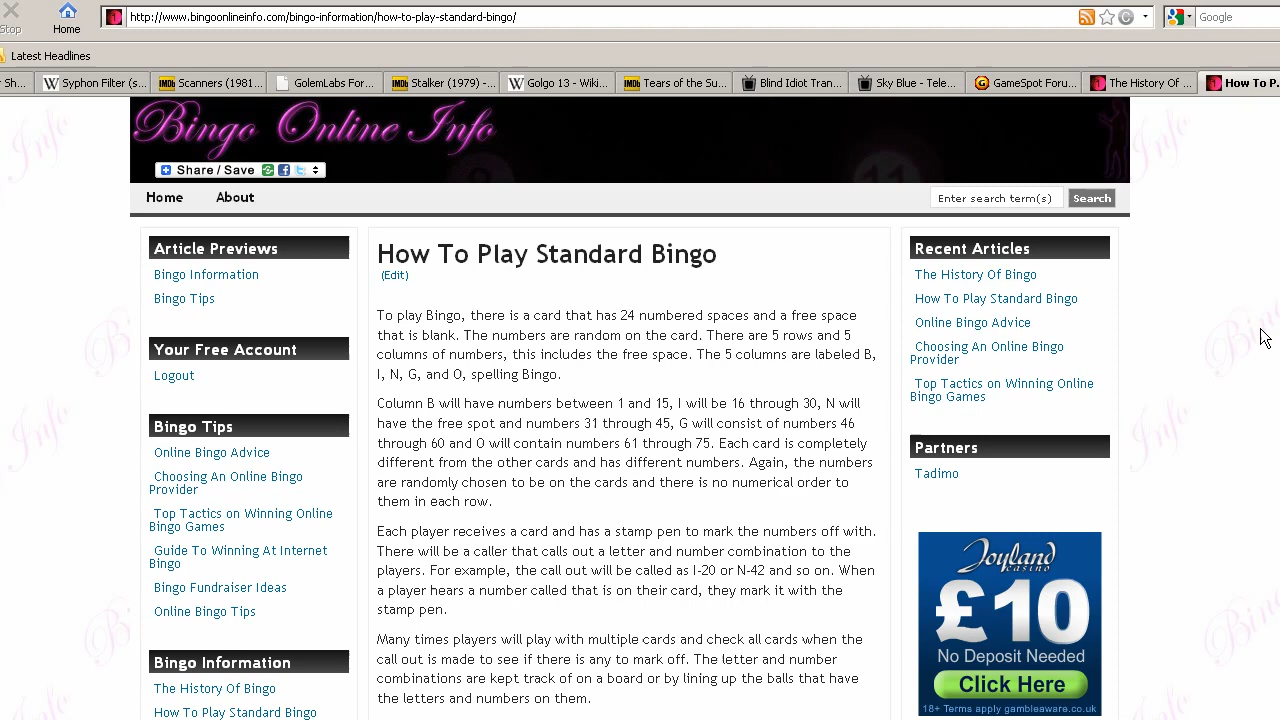 http://www.bingoonlineinfo.com/bingo-information/how-to-play-standard-bingo/
Google
Stop
Home
Latest Headlines
r Sh...
Syphon Filter (s...
Scanners (1981...
GolemLabs For...
Stalker (1979) -...
Golgo 13 - Wiki...
Tears of the Su...
Blind Idiot Tran...
Sky Blue - Tele...
GameSpot Foru...
The History Of ...
How To P.
Bingo Online Info
Share / Save
Home
About
Enter search term(s)
Search
Article Previews
Bingo Information
Bingo Tips
Your Free Account
Logout
Bingo Tips
Online Bingo Advice
Choosing An Online Bingo
Provider
Top Tactics on Winning Online
Bingo Games
Guide To Winning At Internet
Bingo
Bingo Fundraiser Ideas
Online Bingo Tips
Bingo Information
The History Of Bingo
How To Play Standard Bingo
How To Play Standard Bingo
(Edit)
To play Bingo, there is a card that has 24 numbered spaces and a free space
that is blank. The numbers are random on the card. There are 5 rows and 5
columns of numbers, this includes the free space. The 5 columns are labeled B,
I, N, G, and O, spelling Bingo.
Column B will have numbers between 1 and 15, I will be 16 through 30, N will
have the free spot and numbers 31 through 45, G will consist of numbers 46
through 60 and O will contain numbers 61 through 75. Each card is completely
different from the other cards and has different numbers. Again, the numbers
are randomly chosen to be on the cards and there is no numerical order to
them in each row.
Each player receives a card and has a stamp pen to mark the numbers off with.
There will be a caller that calls out a letter and number combination to the
players. For example, the call out will be called as I-20 or N-42 and so on. When
a player hears a number called that is on their card, they mark it with the
stamp pen.
Many times players will play with multiple cards and check all cards when the
call out is made to see if there is any to mark off. The letter and number
combinations are kept track of on a board or by lining up the balls that have
the letters and numbers on them.
Recent Articles
The History Of Bingo
How To Play Standard Bingo
Online Bingo Advice
Choosing An Online Bingo
Provider
Top Tactics on Winning Online
Bingo Games
Partners
Tadimo
Joyland
casino
£10
No Deposit Needed
Click Here
18+ Terms apply gambleaware.co.uk